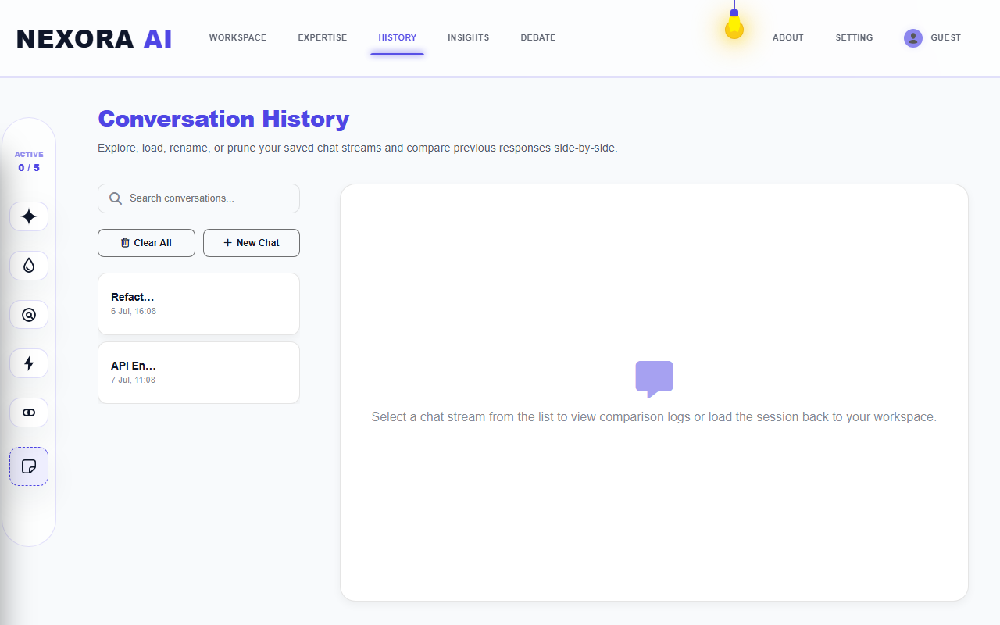 NEXORA AI
WORKSPACE
EXPERTISE
HISTORY
INSIGHTS
DEBATE
ABOUT
SETTING
GUEST
ACTIVE
0 / 5
Conversation History
Explore, load, rename, or prune your saved chat streams and compare previous responses side-by-side.
Search conversations...
Clear All
New Chat
Refact...
6 Jul, 16:08
API En...
7 Jul, 11:08
Select a chat stream from the list to view comparison logs or load the session back to your workspace.